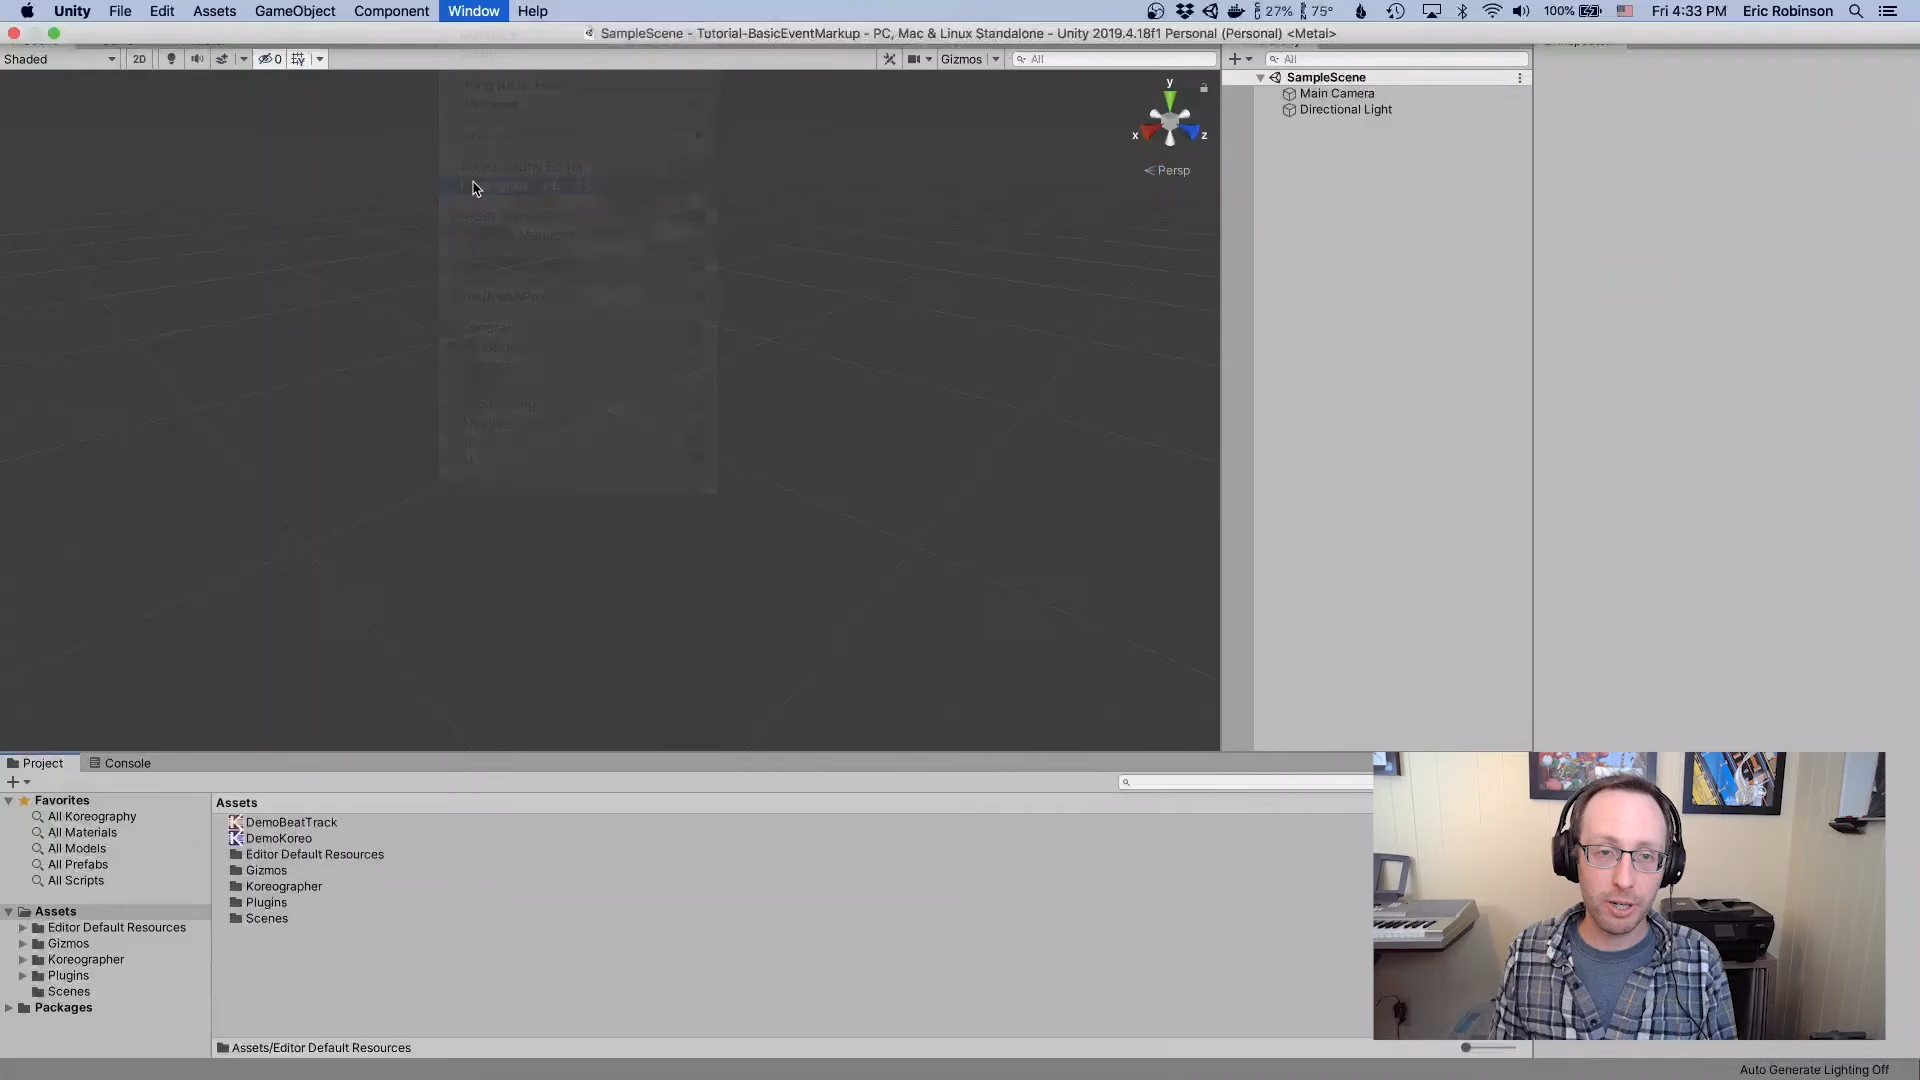 Unity File Edit Assets GameObject Component Window Help 27% 75° 100% Fri 4:33 PM Eric Robinson
SampleScene - Tutorial-BasicEventMarkup - PC, Mac & Linux Standalone - Unity 2019.4.18f1 Personal (Personal) <Metal>
Shaded 2D 0 Gizmos All All
SampleScene
Main Camera
Directional Light
y
x z
Persp
Koreography Editor
Manager
Project Console
Favorites
All Koreography
All Materials
All Models
All Prefabs
All Scripts
Assets
Editor Default Resources
Gizmos
Koreographer
Plugins
Scenes
Packages
Assets
DemoBeatTrack
DemoKoreo
Editor Default Resources
Gizmos
Koreographer
Plugins
Scenes
Assets/Editor Default Resources
Auto Generate Lighting Off